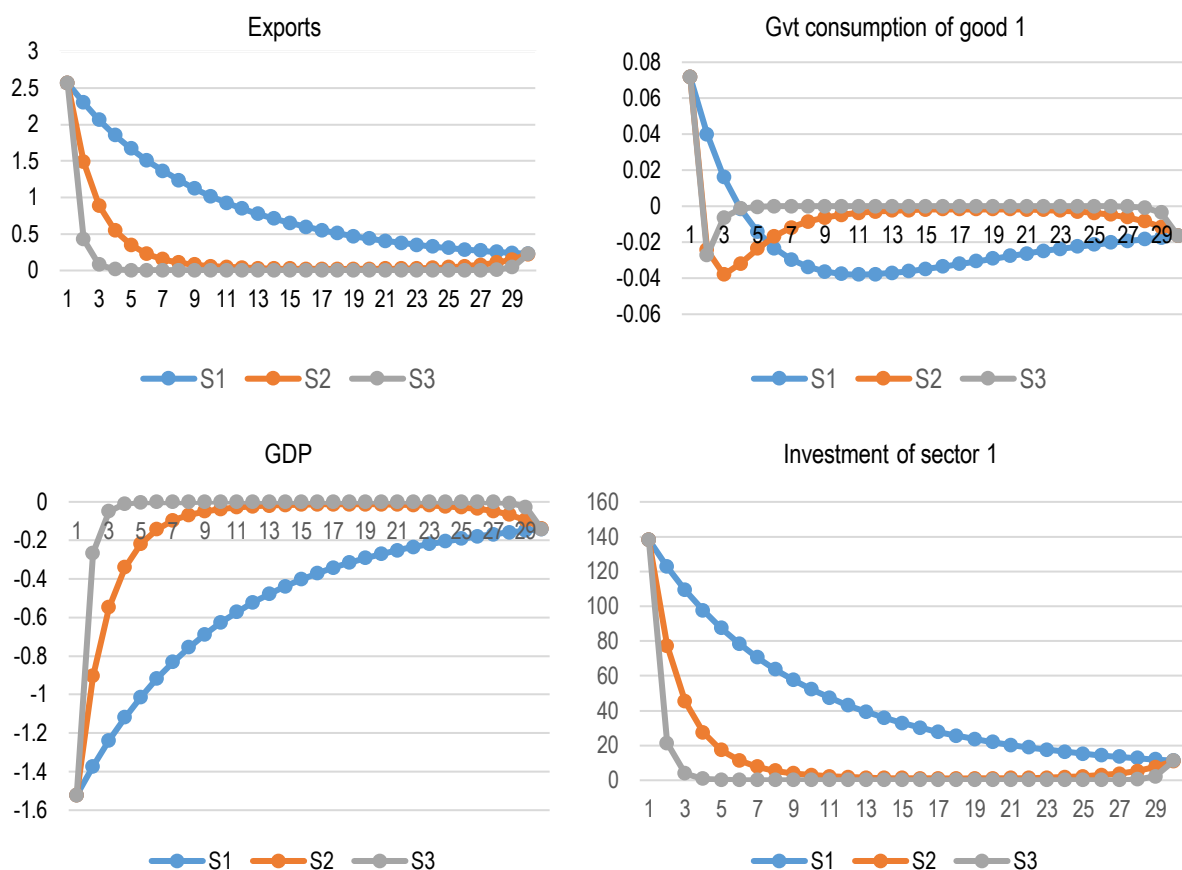 Exports
3
2.5
2
1.5
1
0.5
0
1 3 5 7 9 11 13 15 17 19 21 23 25 27 29
S1 S2 S3
Gvt consumption of good 1
0.08
0.06
0.04
0.02
0
1 3 5 7 9 11 13 15 17 19 21 23 25 27 29
-0.02
-0.04
-0.06
S1 S2 S3
GDP
0
1 3 5 7 9 11 13 15 17 19 21 23 25 27 29
-0.2
-0.4
-0.6
-0.8
-1
-1.2
-1.4
-1.6
S1 S2 S3
Investment of sector 1
160
140
120
100
80
60
40
20
0
1 3 5 7 9 11 13 15 17 19 21 23 25 27 29
S1 S2 S3